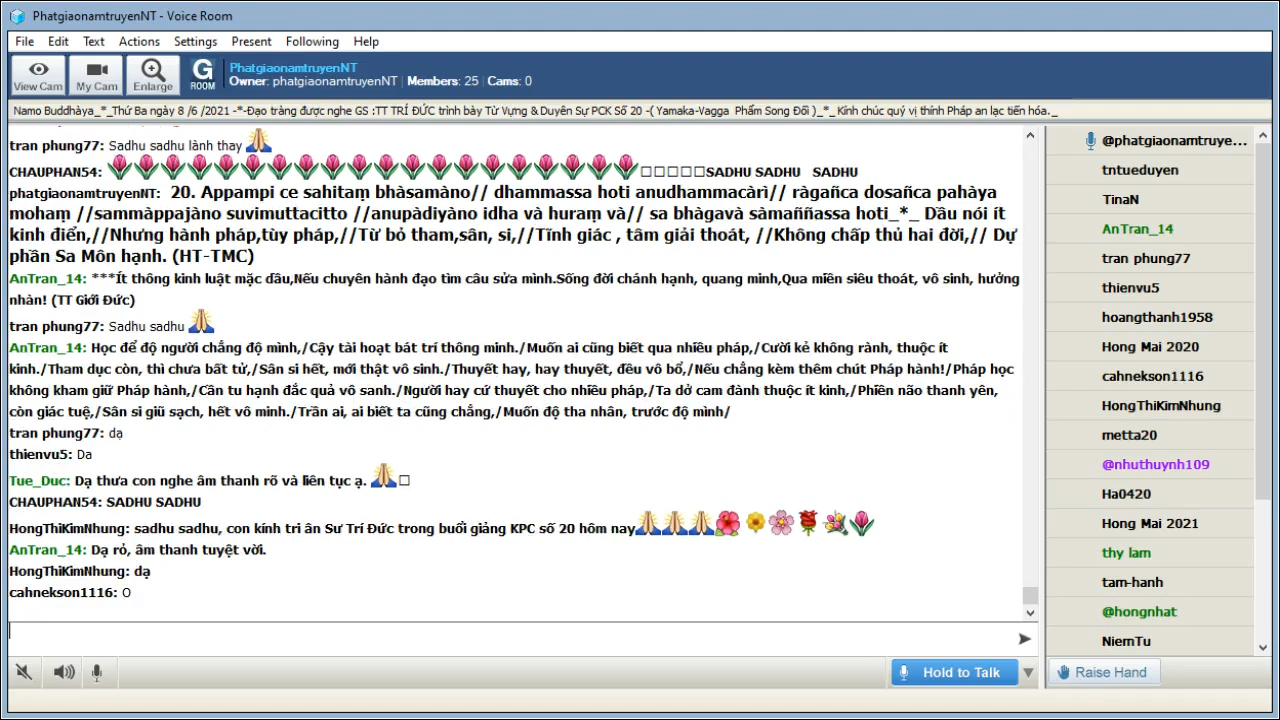 PhatgiaonamtruyenNT - Voice Room
File Edit Text Actions Settings Present Following Help
View Cam My Cam Enlarge G ROOM
PhatgiaonamtruyenNT
Owner: phatgiaonamtruyenNT | Members: 25 | Cams: 0
Namo Buddhàya_*_Thứ Ba ngày 8 /6 /2021 -*-Đạo tràng được nghe GS :TT TRÍ ĐỨC trình bày Từ Vựng & Duyên Sự PCK Số 20 -( Yamaka-Vagga Phẩm Song Đối )_*_ Kính chúc quý vị thính Pháp an lạc tiến hóa._
tran phung77: Sadhu sadhu lành thay
CHAUPHAN54: SADHU SADHU SADHU
phatgiaonamtruyenNT: 20. Appampi ce sahitaṃ bhàsamàno// dhammassa hoti anudhammacàrì// ràgañca dosañca pahàya
mohaṃ //sammàppajàno suvimuttacitto //anupàdiyàno idha và huraṃ và// sa bhàgavà sàmaññassa hoti_*_ Dầu nói ít
kinh điển,//Nhưng hành pháp,tùy pháp,//Từ bỏ tham,sân, si,//Tĩnh giác , tâm giải thoát, //Không chấp thủ hai đời,// Dự
phần Sa Môn hạnh. (HT-TMC)
AnTran_14: ***Ít thông kinh luật mặc dầu,Nếu chuyên hành đạo tìm câu sửa mình.Sống đời chánh hạnh, quang minh,Qua miền siêu thoát, vô sinh, hưởng
nhàn! (TT Giới Đức)
tran phung77: Sadhu sadhu
AnTran_14: Học để độ người chẳng độ mình,/Cậy tài hoạt bát trí thông minh./Muốn ai cũng biết qua nhiều pháp,/Cười kẻ không rành, thuộc ít
kinh./Tham dục còn, thì chưa bất tử,/Sân si hết, mới thật vô sinh./Thuyết hay, hay thuyết, đều vô bổ,/Nếu chẳng kèm thêm chút Pháp hành!/Pháp học
không kham giữ Pháp hành,/Cần tu hạnh đắc quả vô sanh./Người hay cứ thuyết cho nhiều pháp,/Ta dở cam đành thuộc ít kinh,/Phiền não thanh yên,
còn giác tuệ,/Sân si giũ sạch, hết vô minh./Trần ai, ai biết ta cũng chẳng,/Muốn độ tha nhân, trước độ mình/
tran phung77: dạ
thienvu5: Da
Tue_Duc: Dạ thưa con nghe âm thanh rõ và liên tục ạ.
CHAUPHAN54: SADHU SADHU
HongThiKimNhung: sadhu sadhu, con kính tri ân Sư Trí Đức trong buổi giảng KPC số 20 hôm nay
AnTran_14: Dạ rỏ, âm thanh tuyệt vời.
HongThiKimNhung: dạ
cahnekson1116: O
Hold to Talk
@phatgiaonamtruye...
tntueduyen
TinaN
AnTran_14
tran phung77
thienvu5
hoangthanh1958
Hong Mai 2020
cahnekson1116
HongThiKimNhung
metta20
@nhuthuynh109
Ha0420
Hong Mai 2021
thy lam
tam-hanh
@hongnhat
NiemTu
Raise Hand